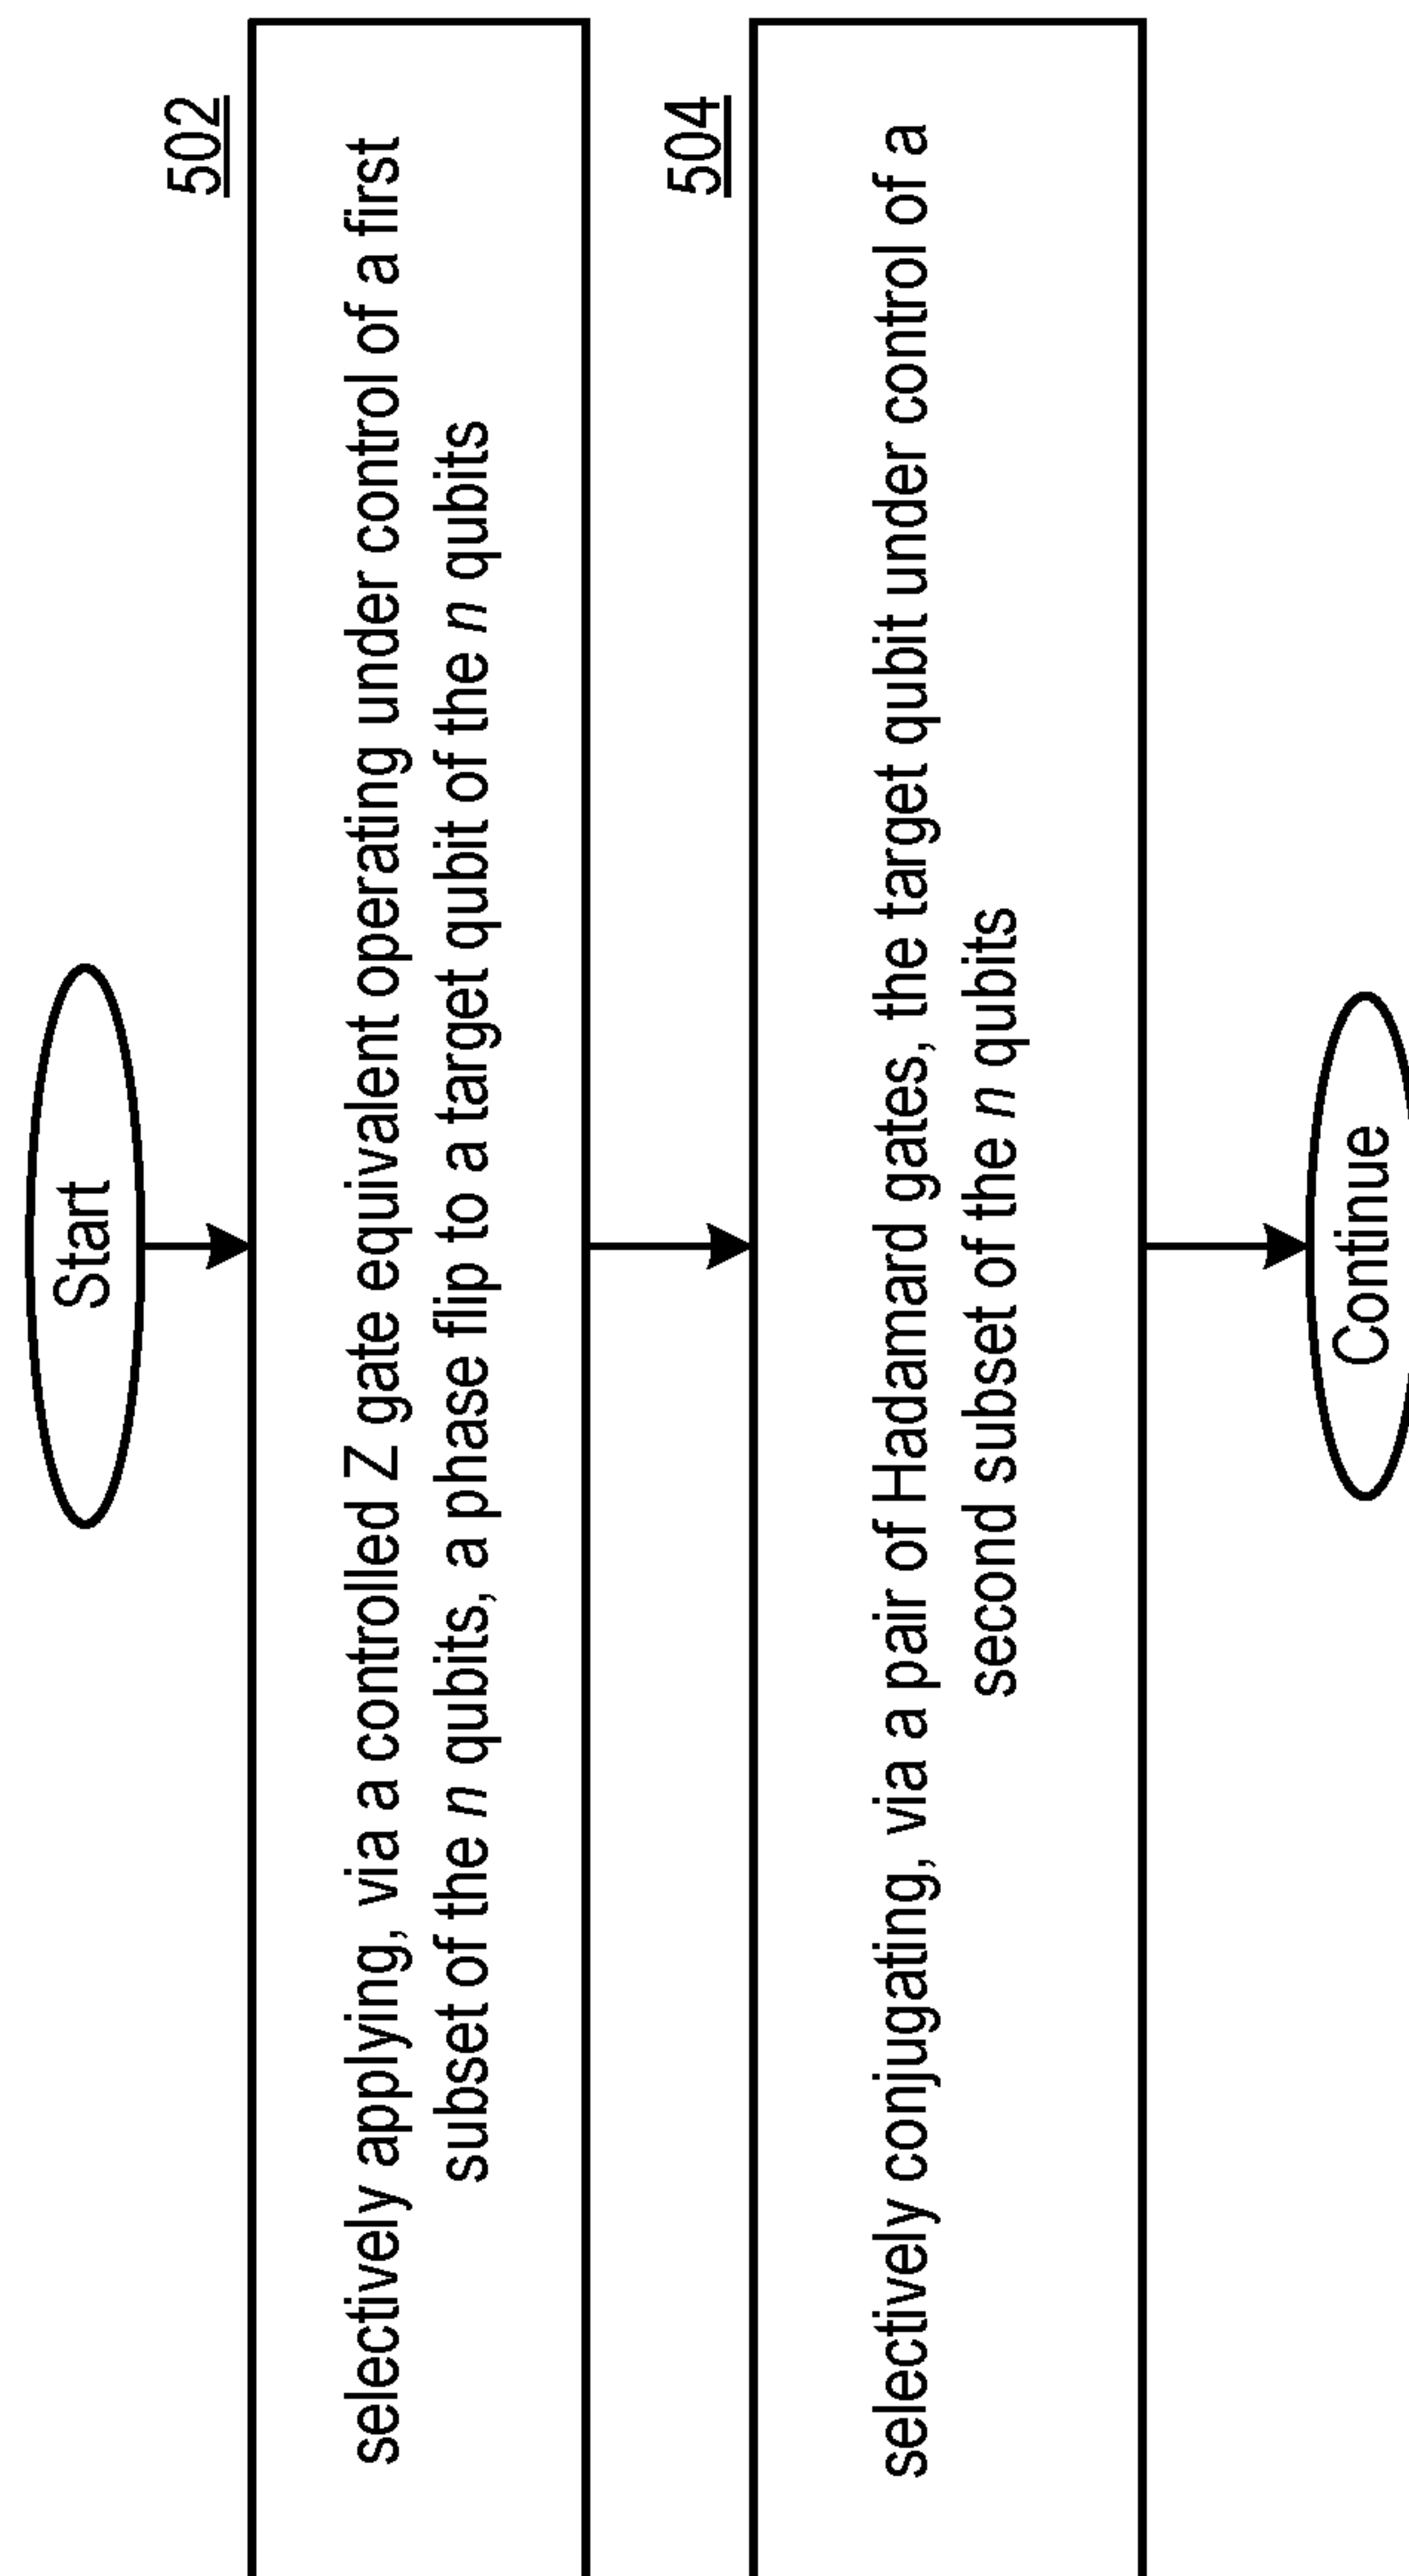 Start
502
selectively applying, via a controlled Z gate equivalent operating under control of a first
subset of the n qubits, a phase flip to a target qubit of the n qubits
504
selectively conjugating, via a pair of Hadamard gates, the target qubit under control of a
second subset of the n qubits
Continue